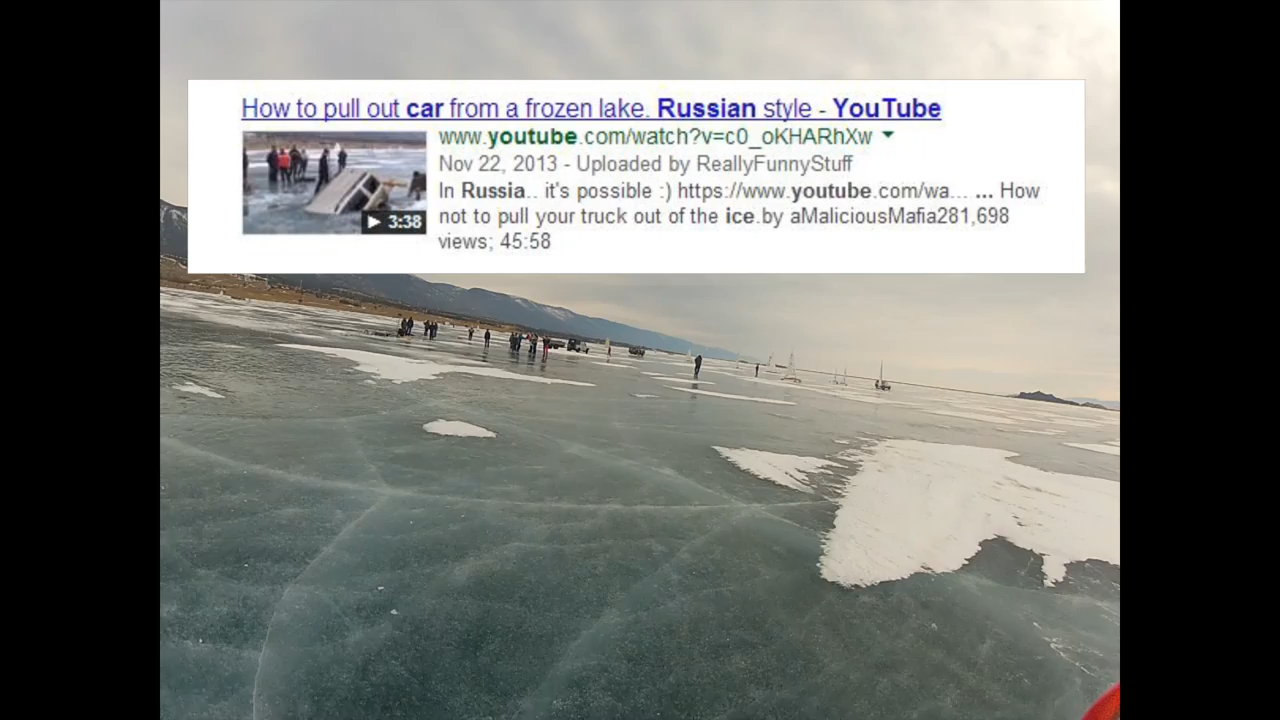 How to pull out car from a frozen lake. Russian style - YouTube
www.youtube.com/watch?v=c0_oKHARhXw
Nov 22, 2013 - Uploaded by ReallyFunnyStuff
In Russia.. it's possible :) https://www.youtube.com/wa... ... How
not to pull your truck out of the ice.by aMaliciousMafia281,698
views; 45:58
3:38